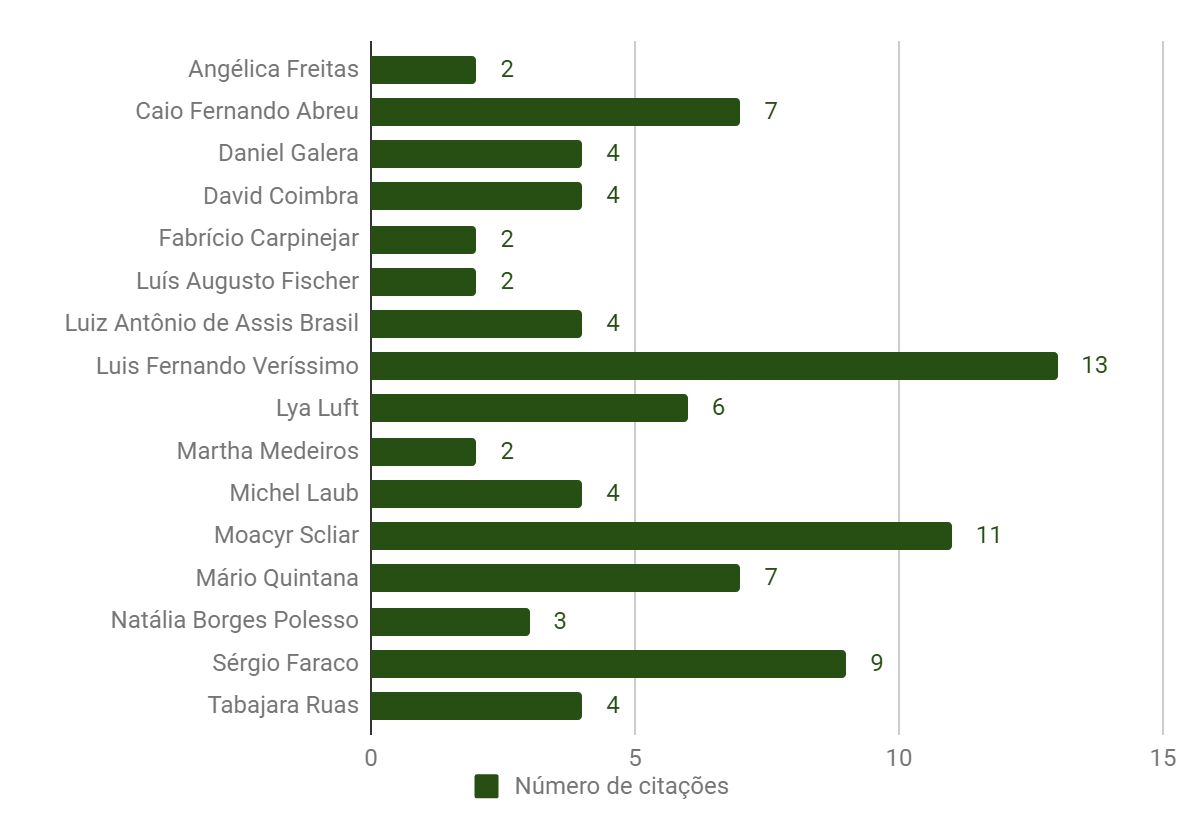 Angélica Freitas 2
Caio Fernando Abreu 7
Daniel Galera 4
David Coimbra 4
Fabrício Carpinejar 2
Luís Augusto Fischer 2
Luiz Antônio de Assis Brasil 4
Luis Fernando Veríssimo 13
Lya Luft 6
Martha Medeiros 2
Michel Laub 4
Moacyr Scliar 11
Mário Quintana 7
Natália Borges Polesso 3
Sérgio Faraco 9
Tabajara Ruas 4
0 5 10 15
Número de citações